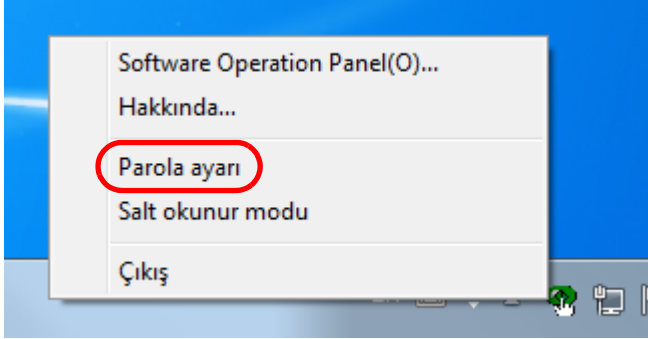 Software Operation Panel(O)...
Hakkında...
Parola ayarı
Salt okunur modu
Çıkış